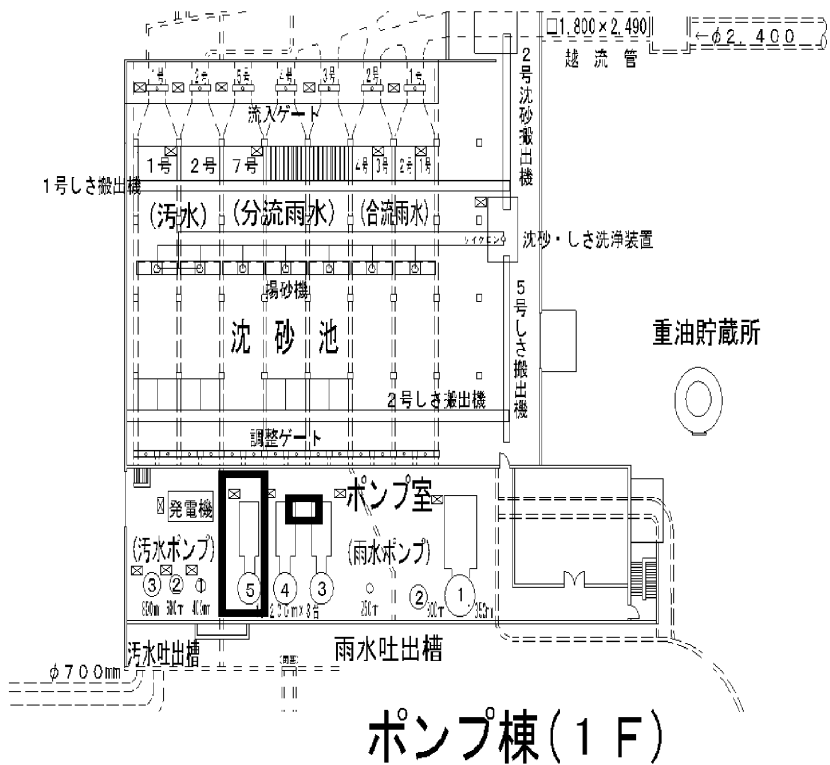 □1.800×2.490
←φ2.400
越流管
2号沈砂搬出機
1号 2号 5号 4号 3号 2号 1号
流入ゲート
1号 2号 7号 4号 3号 2号 1号
1号しさ搬出機
(汚水) (分流雨水) (合流雨水)
サイクロン
沈砂・しさ洗浄装置
揚砂機
5号しさ搬出機
沈砂池
重油貯蔵所
2号しさ搬出機
調整ゲート
ポンプ室
発電機
(汚水ポンプ) (雨水ポンプ)
③ ② ① ⑤ ④ ③ ② 1
汚水吐出槽
雨水吐出槽
φ700mm
ポンプ棟(1F)